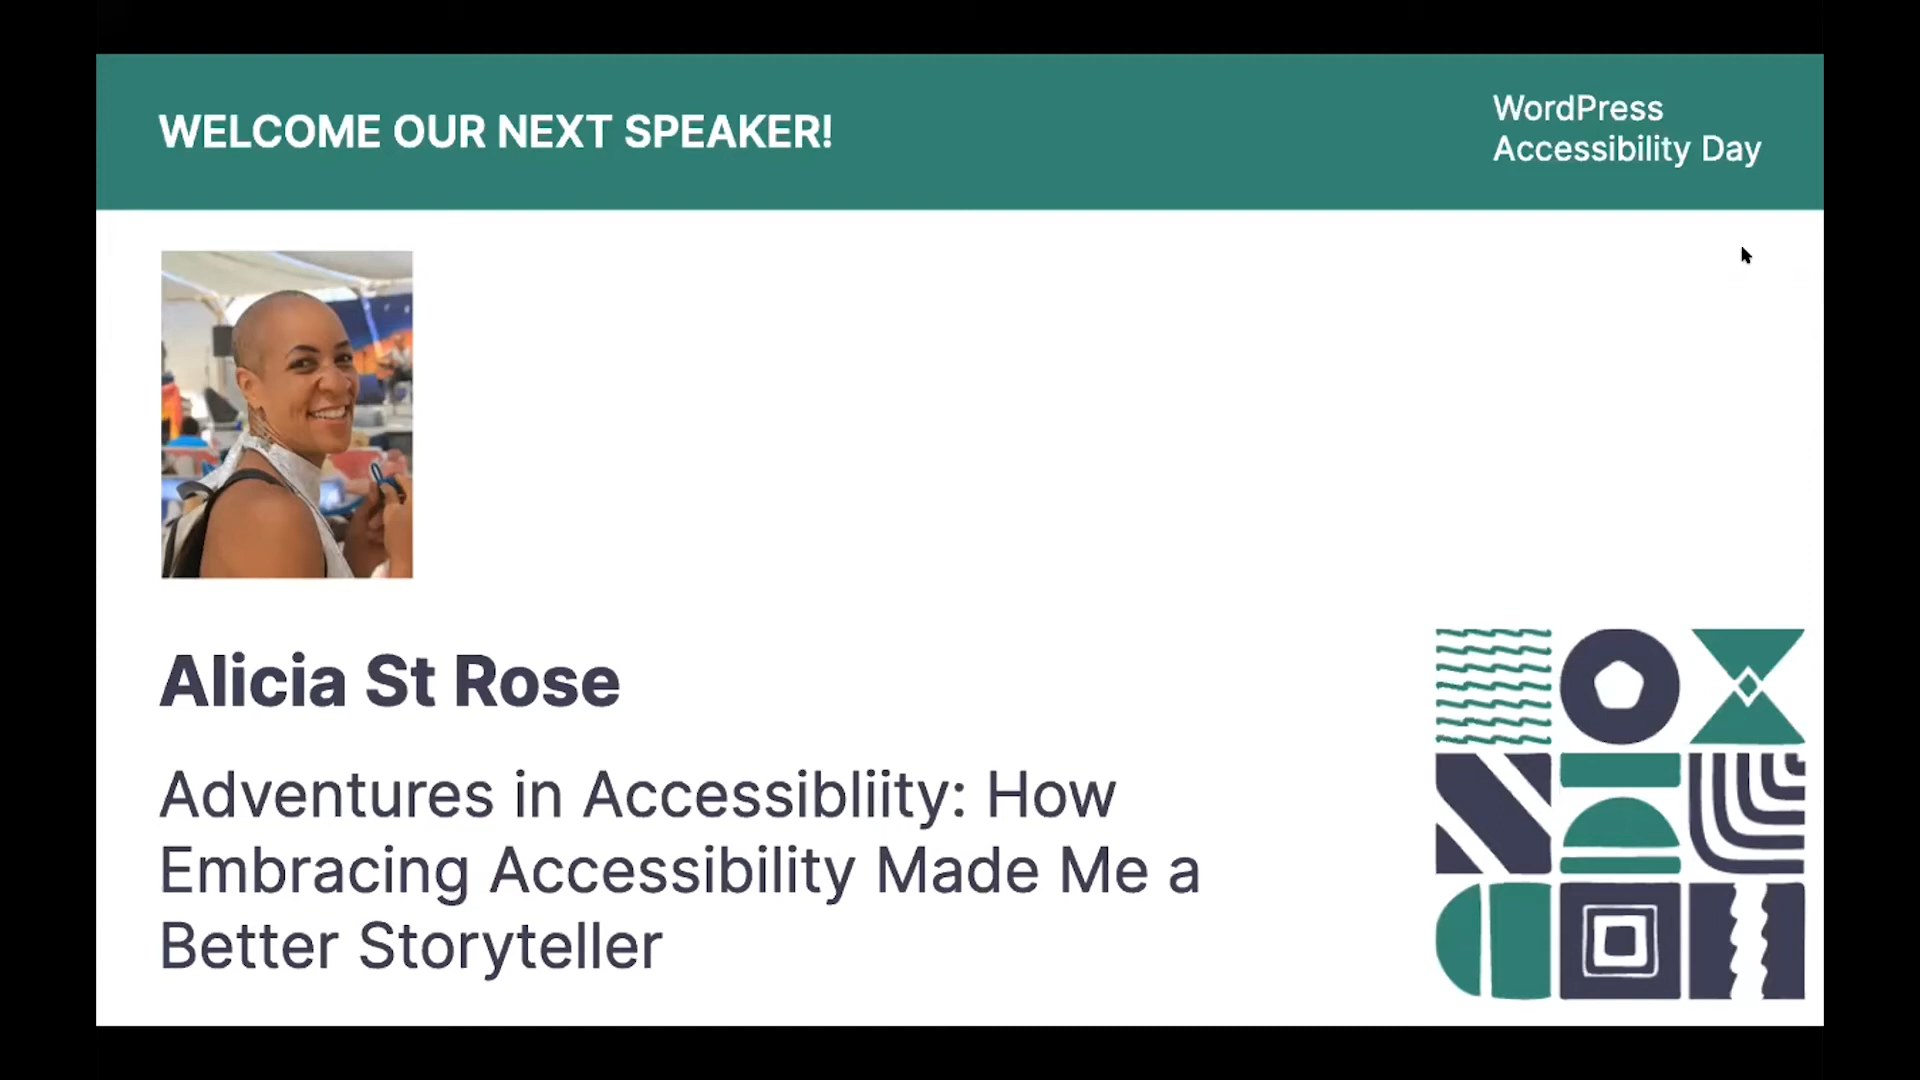 WELCOME OUR NEXT SPEAKER!
WordPress
Accessibility Day
Alicia St Rose
Adventures in Accessibliity: How
Embracing Accessibility Made Me a
Better Storyteller